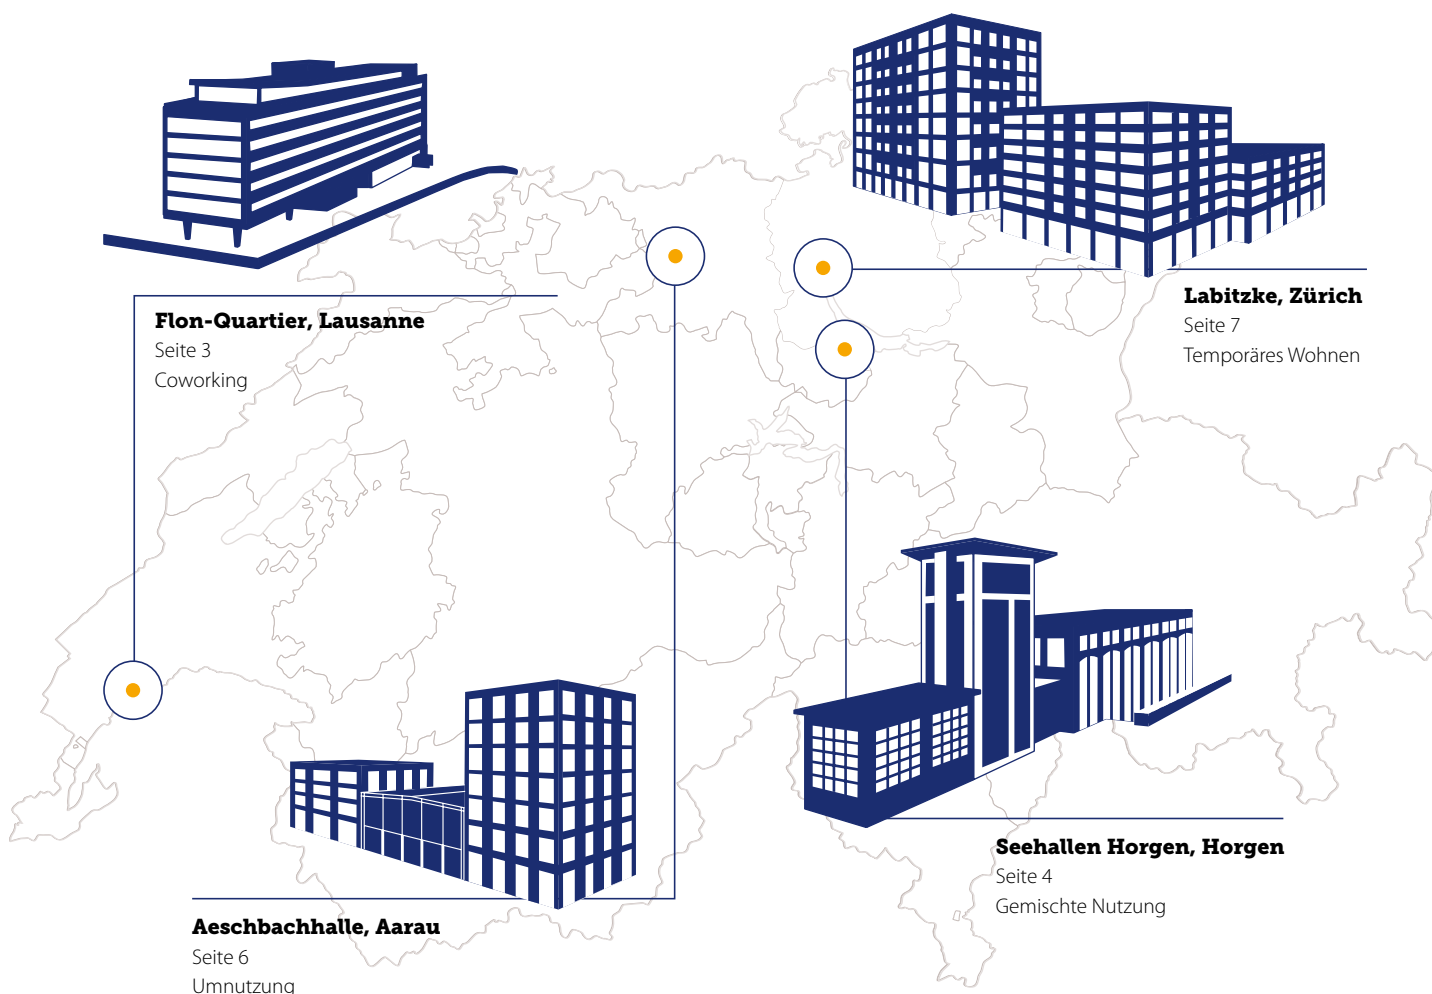 Flon-Quartier, Lausanne
Seite 3
Coworking
Labitzke, Zürich
Seite 7
Temporäres Wohnen
Seehallen Horgen, Horgen
Seite 4
Gemischte Nutzung
Aeschbachhalle, Aarau
Seite 6
Umnutzung